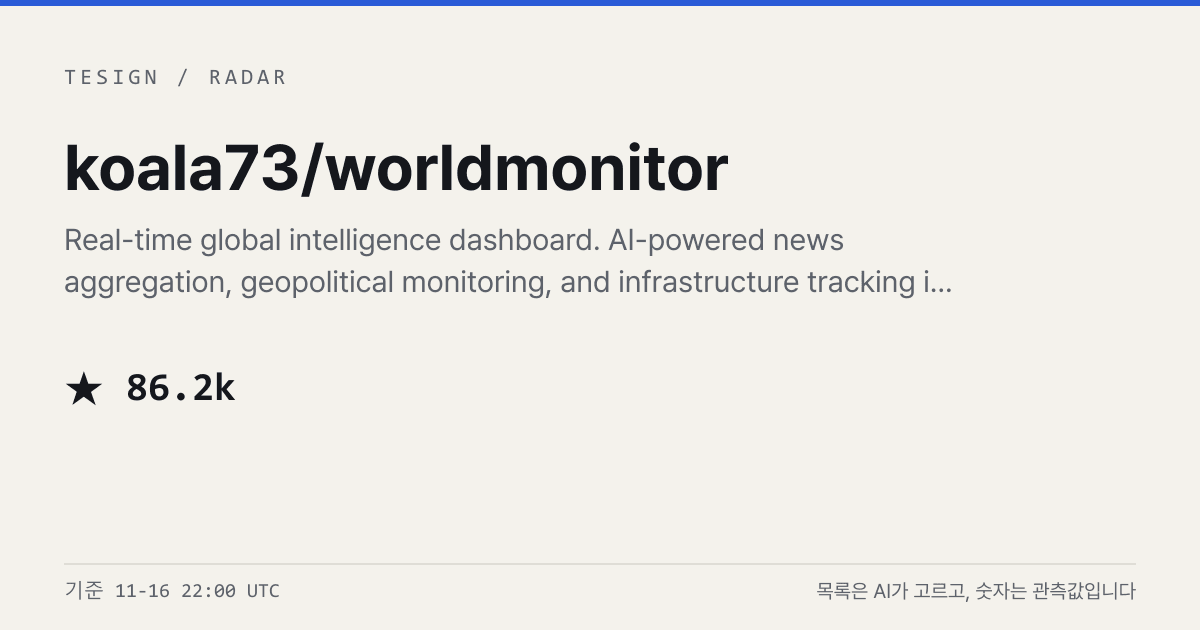 TESIGN / RADAR
koala73/worldmonitor
Real-time global intelligence dashboard. AI-powered news
aggregation, geopolitical monitoring, and infrastructure tracking i...
★ 86.2k
기준 11-16 22:00 UTC
목록은 AI가 고르고, 숫자는 관측값입니다